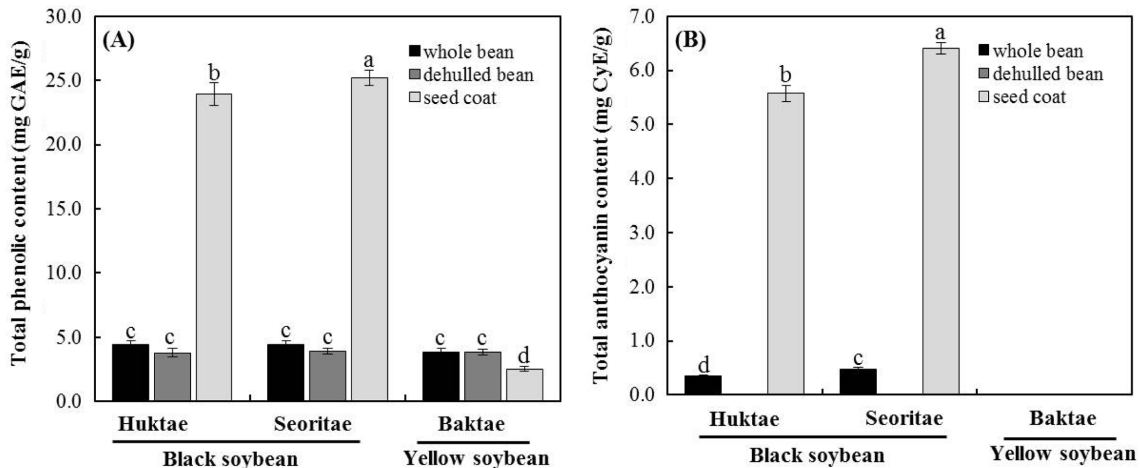 Total phenolic content (mg GAE/g)
30.0
25.0
20.0
15.0
10.0
5.0
0.0
(A)
whole bean
dehulled bean
seed coat
c
c
b
c
c
a
c
c
d
Huktae
Seoritae
Baktae
Black soybean
Yellow soybean
Total anthocyanin content (mg CyE/g)
7.0
6.0
5.0
4.0
3.0
2.0
1.0
0.0
(B)
whole bean
dehulled bean
seed coat
d
b
c
a
Huktae
Seoritae
Baktae
Black soybean
Yellow soybean